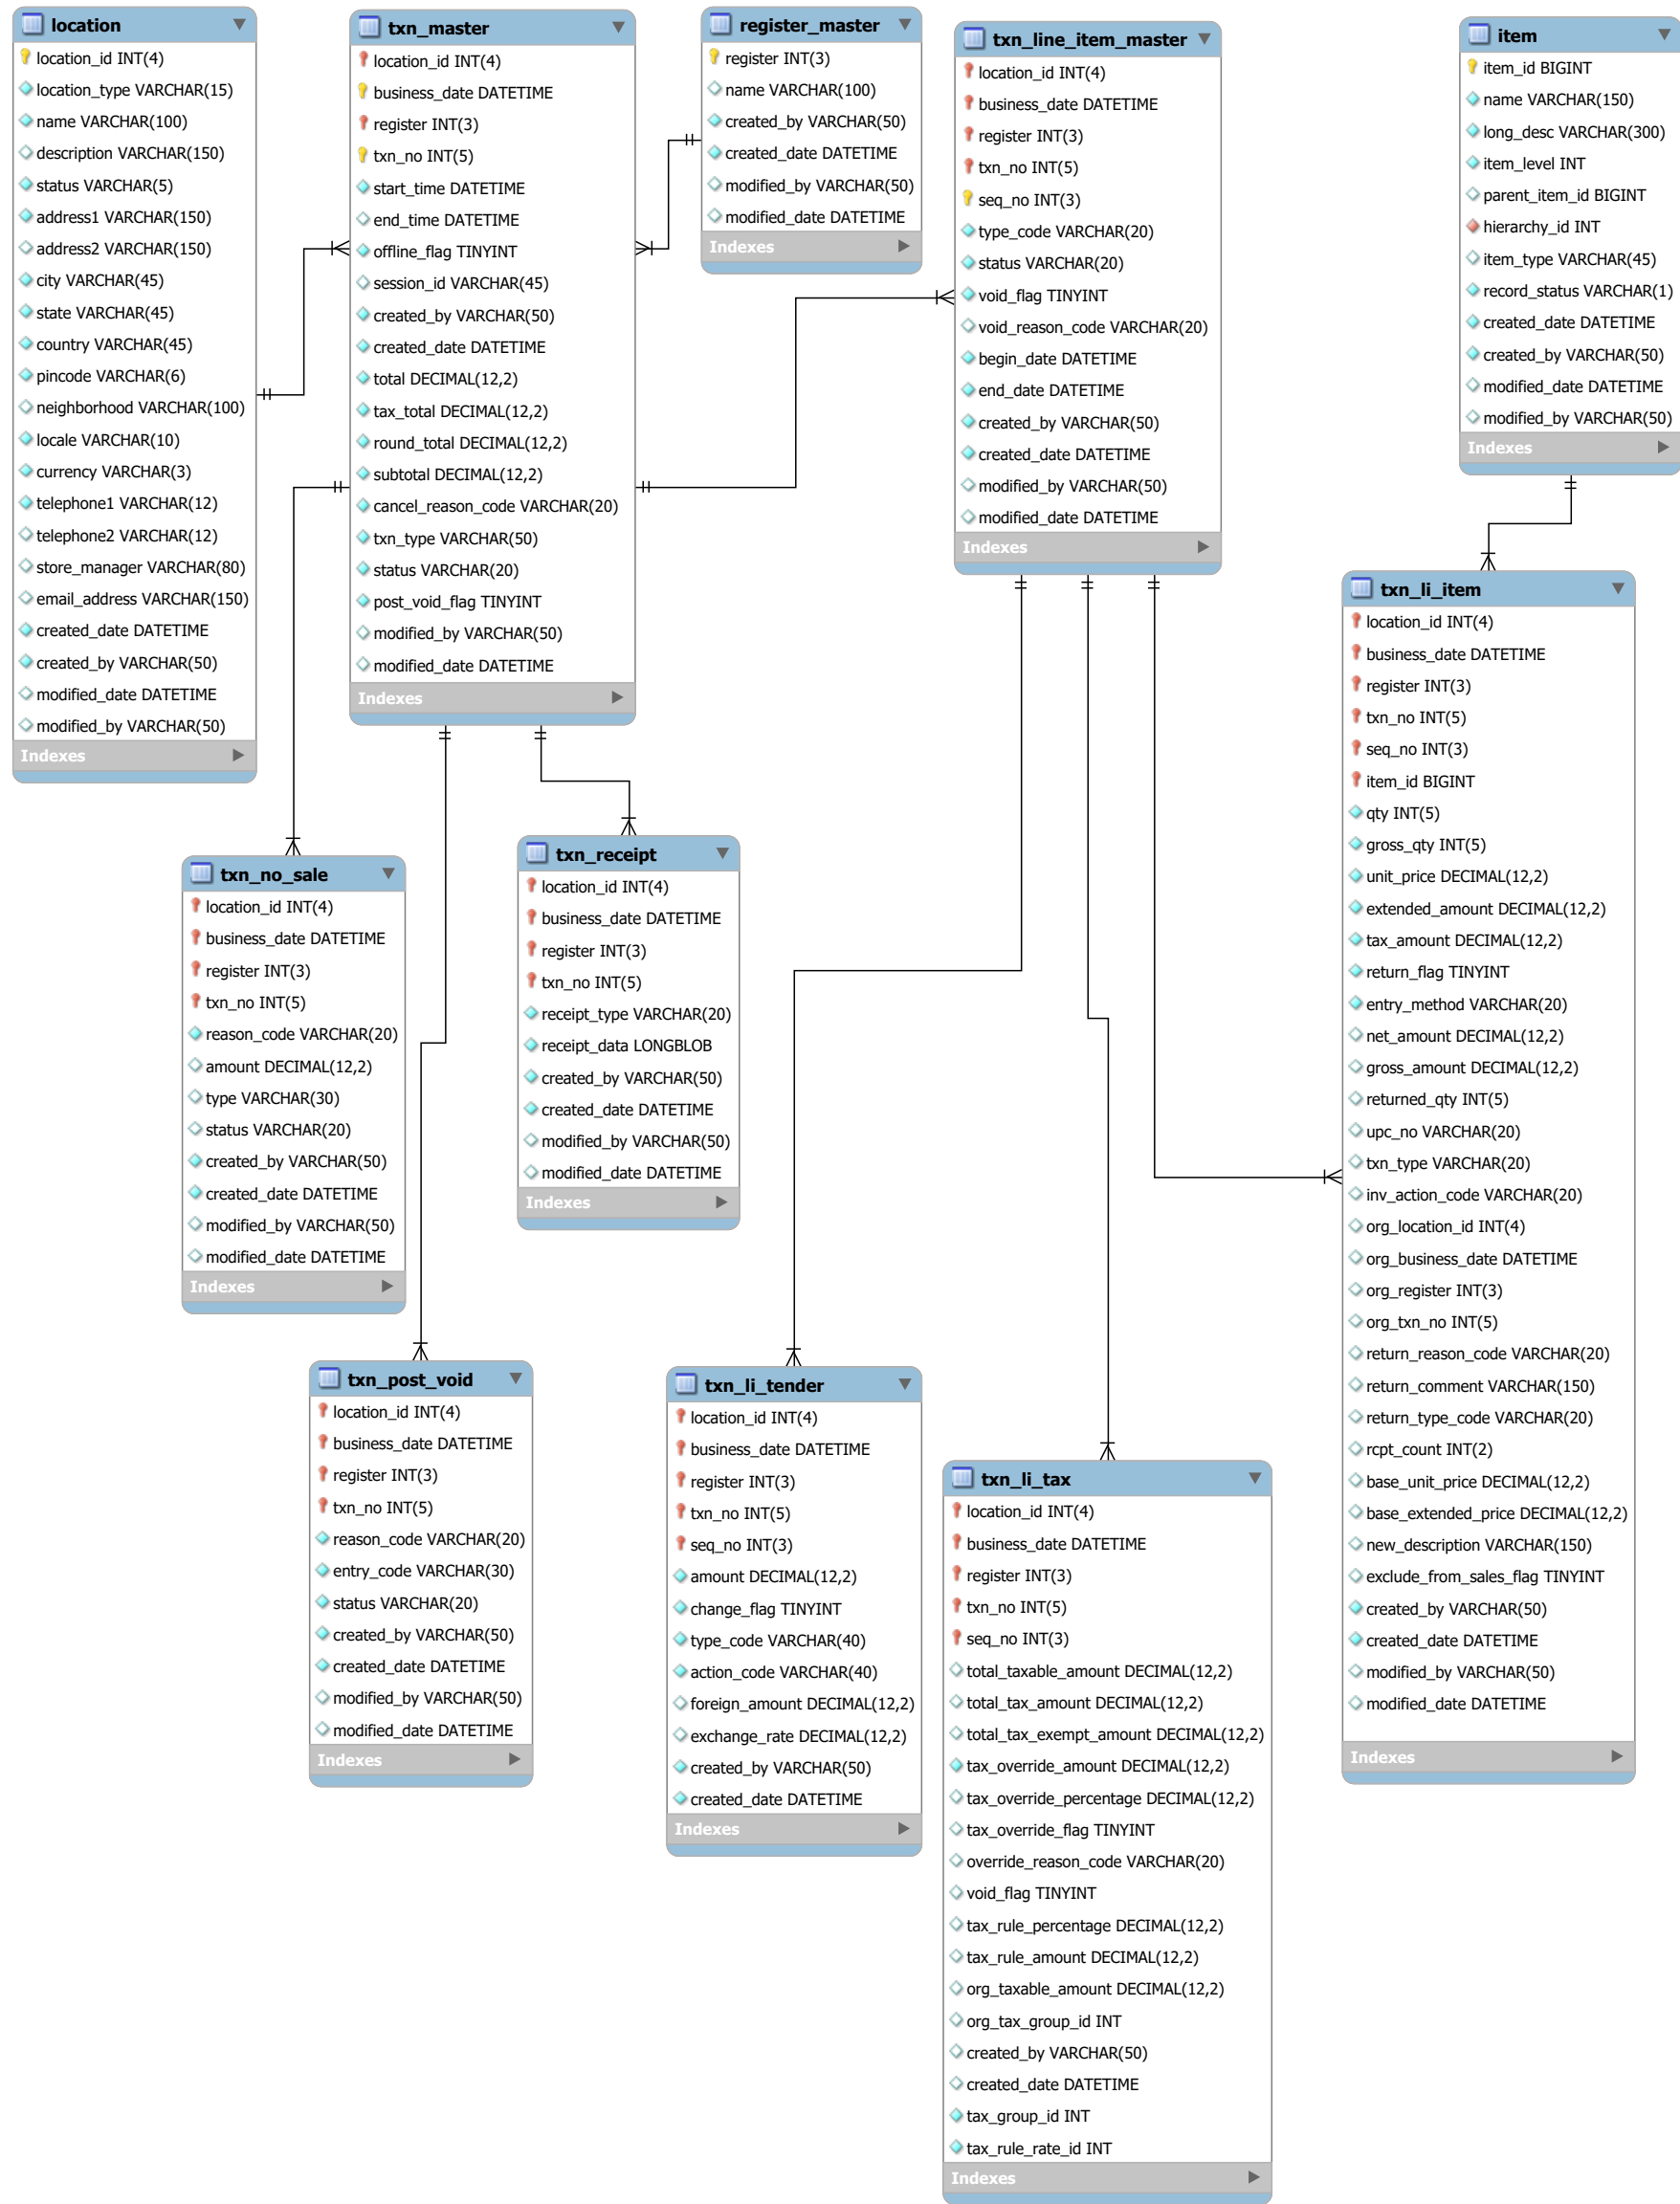 location
location_id INT(4)
location_type VARCHAR(15)
name VARCHAR(100)
description VARCHAR(150)
status VARCHAR(5)
address1 VARCHAR(150)
address2 VARCHAR(150)
city VARCHAR(45)
state VARCHAR(45)
country VARCHAR(45)
pincode VARCHAR(6)
neighborhood VARCHAR(100)
locale VARCHAR(10)
currency VARCHAR(3)
telephone1 VARCHAR(12)
telephone2 VARCHAR(12)
store_manager VARCHAR(80)
email_address VARCHAR(150)
created_date DATETIME
created_by VARCHAR(50)
modified_date DATETIME
modified_by VARCHAR(50)
Indexes
txn_master
location_id INT(4)
business_date DATETIME
register INT(3)
txn_no INT(5)
start_time DATETIME
end_time DATETIME
offline_flag TINYINT
session_id VARCHAR(45)
created_by VARCHAR(50)
created_date DATETIME
total DECIMAL(12,2)
tax_total DECIMAL(12,2)
round_total DECIMAL(12,2)
subtotal DECIMAL(12,2)
cancel_reason_code VARCHAR(20)
txn_type VARCHAR(50)
status VARCHAR(20)
post_void_flag TINYINT
modified_by VARCHAR(50)
modified_date DATETIME
Indexes
register_master
register INT(3)
name VARCHAR(100)
created_by VARCHAR(50)
created_date DATETIME
modified_by VARCHAR(50)
modified_date DATETIME
Indexes
txn_line_item_master
location_id INT(4)
business_date DATETIME
register INT(3)
txn_no INT(5)
seq_no INT(3)
type_code VARCHAR(20)
status VARCHAR(20)
void_flag TINYINT
void_reason_code VARCHAR(20)
begin_date DATETIME
end_date DATETIME
created_by VARCHAR(50)
created_date DATETIME
modified_by VARCHAR(50)
modified_date DATETIME
Indexes
item
item_id BIGINT
name VARCHAR(150)
long_desc VARCHAR(300)
item_level INT
parent_item_id BIGINT
hierarchy_id INT
item_type VARCHAR(45)
record_status VARCHAR(1)
created_date DATETIME
created_by VARCHAR(50)
modified_date DATETIME
modified_by VARCHAR(50)
Indexes
txn_li_item
location_id INT(4)
business_date DATETIME
register INT(3)
txn_no INT(5)
seq_no INT(3)
item_id BIGINT
qty INT(5)
gross_qty INT(5)
unit_price DECIMAL(12,2)
extended_amount DECIMAL(12,2)
tax_amount DECIMAL(12,2)
return_flag TINYINT
entry_method VARCHAR(20)
net_amount DECIMAL(12,2)
gross_amount DECIMAL(12,2)
returned_qty INT(5)
upc_no VARCHAR(20)
txn_type VARCHAR(20)
inv_action_code VARCHAR(20)
org_location_id INT(4)
org_business_date DATETIME
org_register INT(3)
org_txn_no INT(5)
return_reason_code VARCHAR(20)
return_comment VARCHAR(150)
return_type_code VARCHAR(20)
rcpt_count INT(2)
base_unit_price DECIMAL(12,2)
base_extended_price DECIMAL(12,2)
new_description VARCHAR(150)
exclude_from_sales_flag TINYINT
created_by VARCHAR(50)
created_date DATETIME
modified_by VARCHAR(50)
modified_date DATETIME
Indexes
txn_no_sale
location_id INT(4)
business_date DATETIME
register INT(3)
txn_no INT(5)
reason_code VARCHAR(20)
amount DECIMAL(12,2)
type VARCHAR(30)
status VARCHAR(20)
created_by VARCHAR(50)
created_date DATETIME
modified_by VARCHAR(50)
modified_date DATETIME
Indexes
txn_receipt
location_id INT(4)
business_date DATETIME
register INT(3)
txn_no INT(5)
receipt_type VARCHAR(20)
receipt_data LONGBLOB
created_by VARCHAR(50)
created_date DATETIME
modified_by VARCHAR(50)
modified_date DATETIME
Indexes
txn_post_void
location_id INT(4)
business_date DATETIME
register INT(3)
txn_no INT(5)
reason_code VARCHAR(20)
entry_code VARCHAR(30)
status VARCHAR(20)
created_by VARCHAR(50)
created_date DATETIME
modified_by VARCHAR(50)
modified_date DATETIME
Indexes
txn_li_tender
location_id INT(4)
business_date DATETIME
register INT(3)
txn_no INT(5)
seq_no INT(3)
amount DECIMAL(12,2)
change_flag TINYINT
type_code VARCHAR(40)
action_code VARCHAR(40)
foreign_amount DECIMAL(12,2)
exchange_rate DECIMAL(12,2)
created_by VARCHAR(50)
created_date DATETIME
Indexes
txn_li_tax
location_id INT(4)
business_date DATETIME
register INT(3)
txn_no INT(5)
seq_no INT(3)
total_taxable_amount DECIMAL(12,2)
total_tax_amount DECIMAL(12,2)
total_tax_exempt_amount DECIMAL(12,2)
tax_override_amount DECIMAL(12,2)
tax_override_percentage DECIMAL(12,2)
tax_override_flag TINYINT
override_reason_code VARCHAR(20)
void_flag TINYINT
tax_rule_percentage DECIMAL(12,2)
tax_rule_amount DECIMAL(12,2)
org_taxable_amount DECIMAL(12,2)
org_tax_group_id INT
created_by VARCHAR(50)
created_date DATETIME
tax_group_id INT
tax_rule_rate_id INT
Indexes